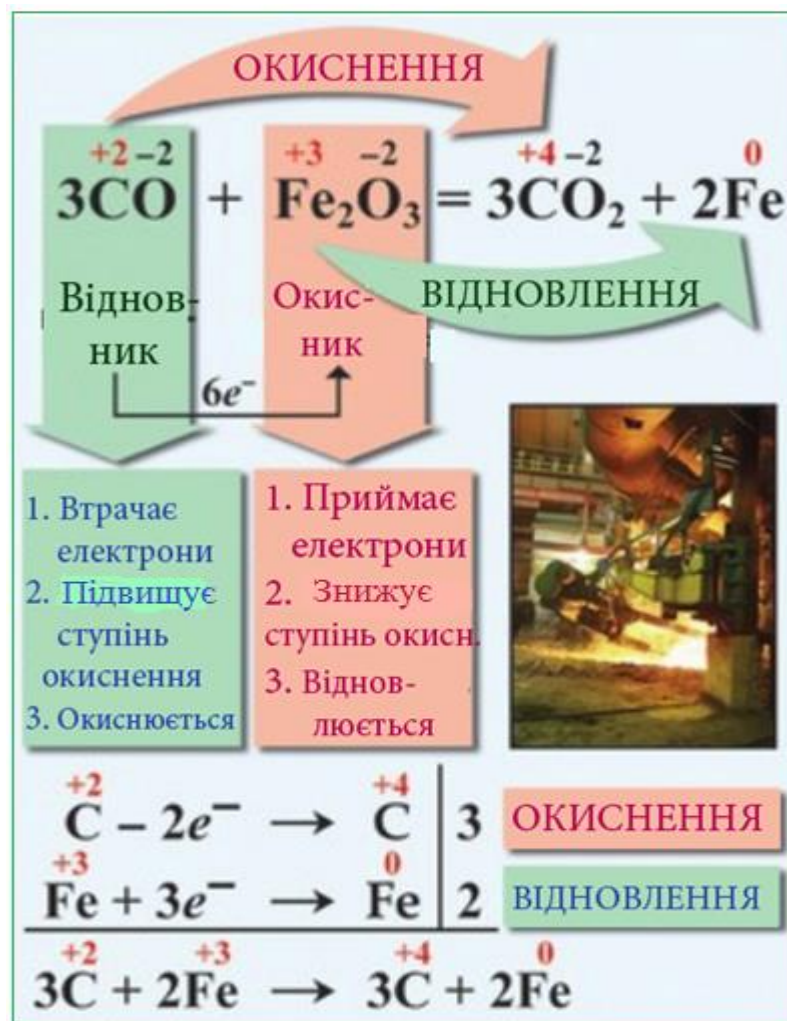 ОКИСНЕННЯ
+2 –2 +3 –2 +4 –2 0
3CO + Fe₂O₃ = 3CO₂ + 2Fe
Віднов-
ник
Окис-
ник
ВІДНОВЛЕННЯ
6e⁻
1. Втрачає
електрони
2. Підвищує
ступінь
окиснення
3. Окиснюється
1. Приймає
електрони
2. Знижує
ступінь окисн.
3. Віднов-
люється
+2 +4
C – 2e⁻ → C 3 ОКИСНЕННЯ
+3 0
Fe + 3e⁻ → Fe 2 ВІДНОВЛЕННЯ
+2 +3 +4 0
3C + 2Fe → 3C + 2Fe